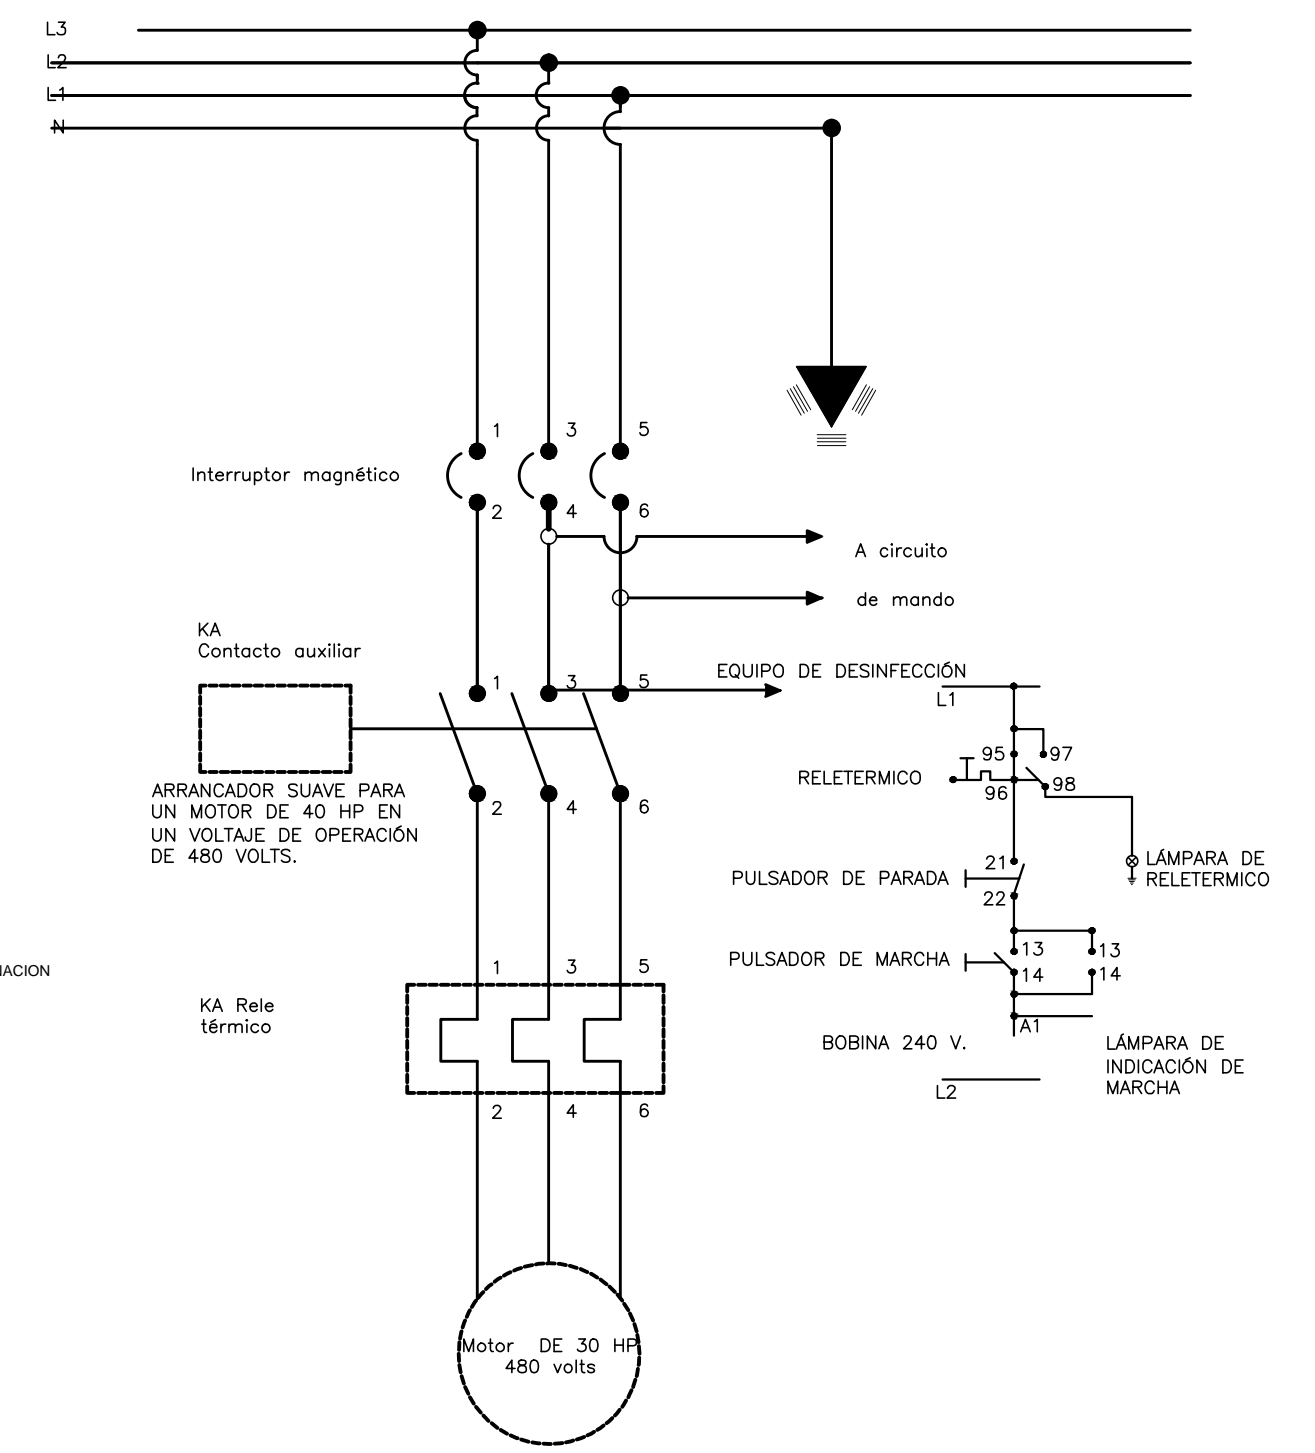 L3
L2
L1
N
1 3 5
Interruptor magnético
2 4 6
A circuito
de mando
KA
Contacto auxiliar
1 3 5
EQUIPO DE DESINFECCIÓN
L1
95 97
RELETERMICO
96 98
ARRANCADOR SUAVE PARA
UN MOTOR DE 40 HP EN
UN VOLTAJE DE OPERACIÓN
DE 480 VOLTS.
2 4 6
21
LÁMPARA DE
RELETERMICO
PULSADOR DE PARADA
22
13 13
PULSADOR DE MARCHA
14 14
1 3 5
KA Rele
térmico
A1
BOBINA 240 V.
LÁMPARA DE
INDICACIÓN DE
MARCHA
L2
2 4 6
Motor DE 30 HP
480 volts